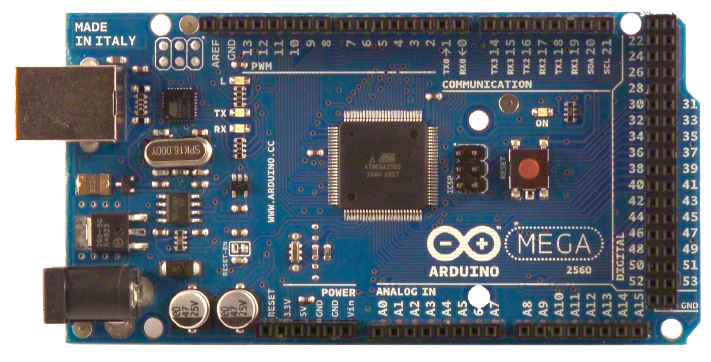 MADE
IN ITALY
AREF
GND
13
12
11
10
9
8
7
6
5
4
3
2
TX0→1
RX0←0
TX3 14
RX3 15
TX2 16
RX2 17
TX1 18
RX1 19
SDA 20
SCL 21
PWM
COMMUNICATION
L
TX
RX
ON
22
24
26
28
30 31
32 33
34 35
36 37
38 39
40 41
42 43
44 45
46 47
48 49
50 51
52 53
GND
DIGITAL
SPK16.000Y
ATMEL
ATMEGA2560
16AU 1027
ICSP
RESET
WWW.ARDUINO.CC
RESET-EN
ARDUINO
MEGA
2560
47
25V
47
25V
POWER
RESET
3.3V
5V
GND
GND
Vin
ANALOG IN
A0
A1
A2
A3
A4
A5
A7
A8
A9
A10
A11
A12
A13
A14
A15